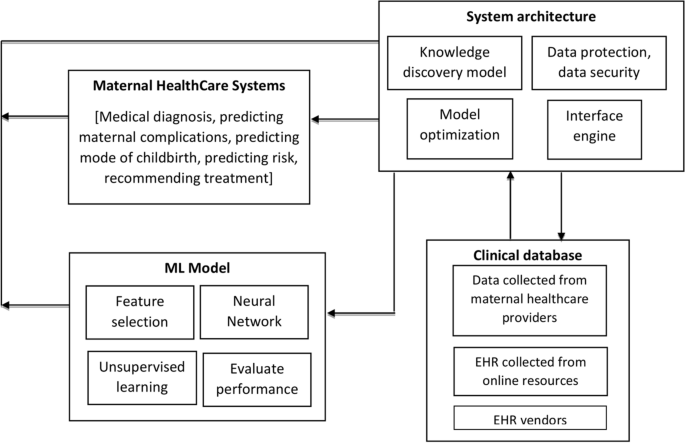 System architecture
Knowledge
discovery model
Data protection,
data security
Model
optimization
Interface
engine
Maternal HealthCare Systems
[Medical diagnosis, predicting
maternal complications, predicting
mode of childbirth, predicting risk,
recommending treatment]
ML Model
Feature
selection
Neural
Network
Unsupervised
learning
Evaluate
performance
Clinical database
Data collected from
maternal healthcare
providers
EHR collected from
online resources
EHR vendors